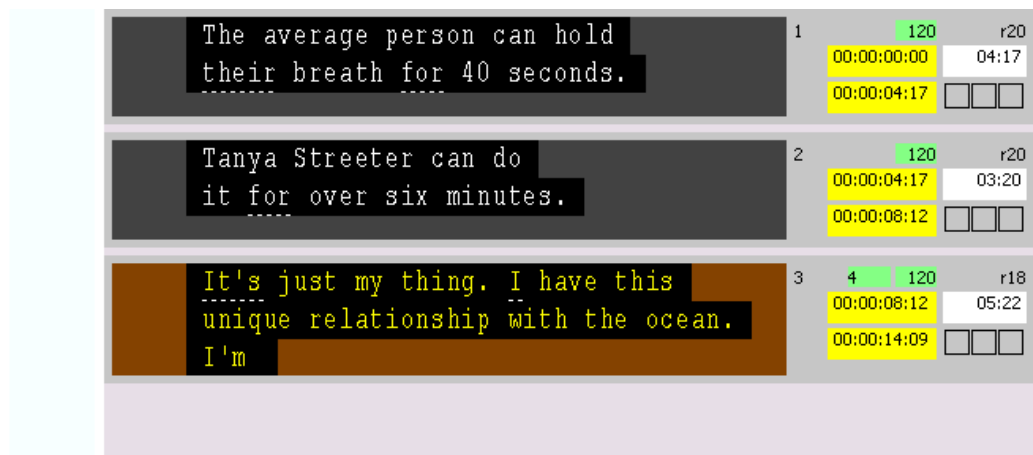 The average person can hold
their breath for 40 seconds.
1 120 r20
00:00:00:00 04:17
00:00:04:17
Tanya Streeter can do
it for over six minutes.
2 120 r20
00:00:04:17 03:20
00:00:08:12
It's just my thing. I have this
unique relationship with the ocean.
I'm
3 4 120 r18
00:00:08:12 05:22
00:00:14:09